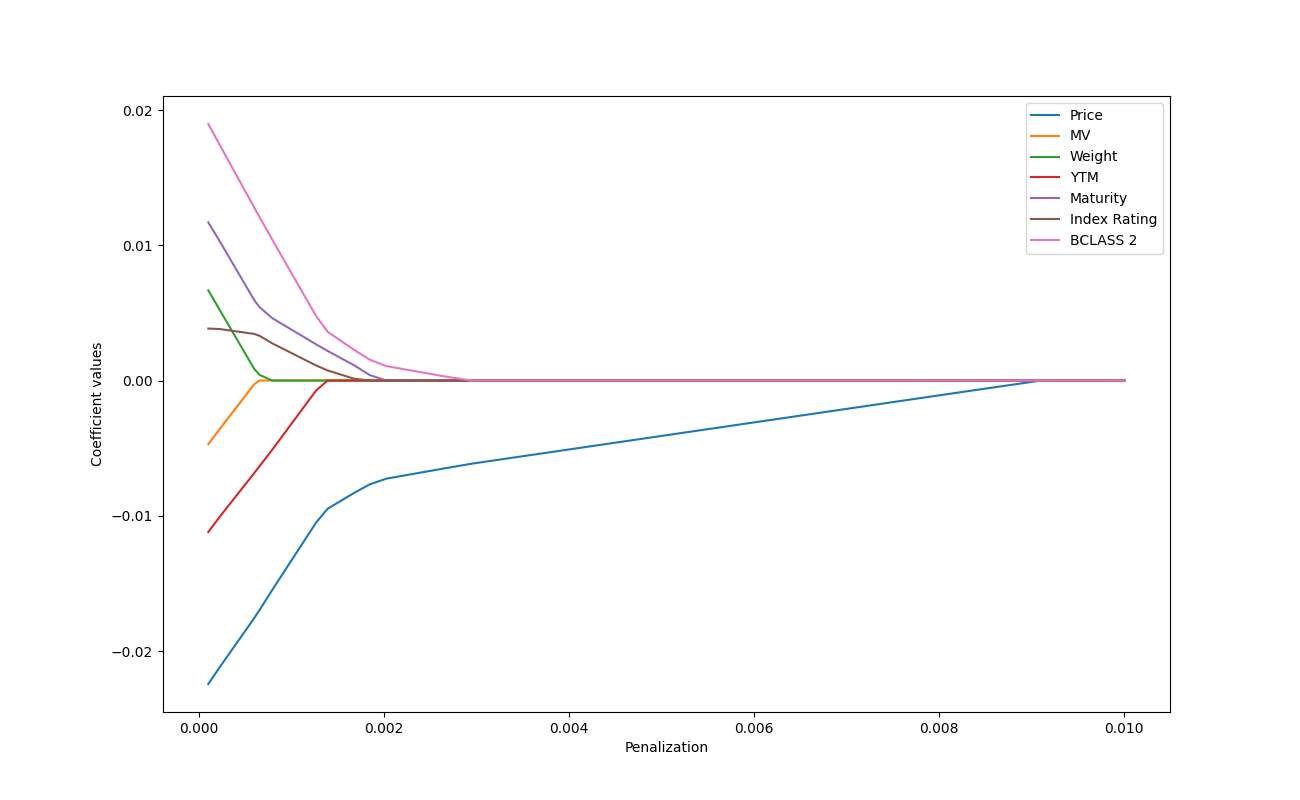 0.02
0.01
0.00
−0.01
−0.02
Coefficient values
Price
MV
Weight
YTM
Maturity
Index Rating
BCLASS 2
0.000
0.002
0.004
0.006
0.008
0.010
Penalization